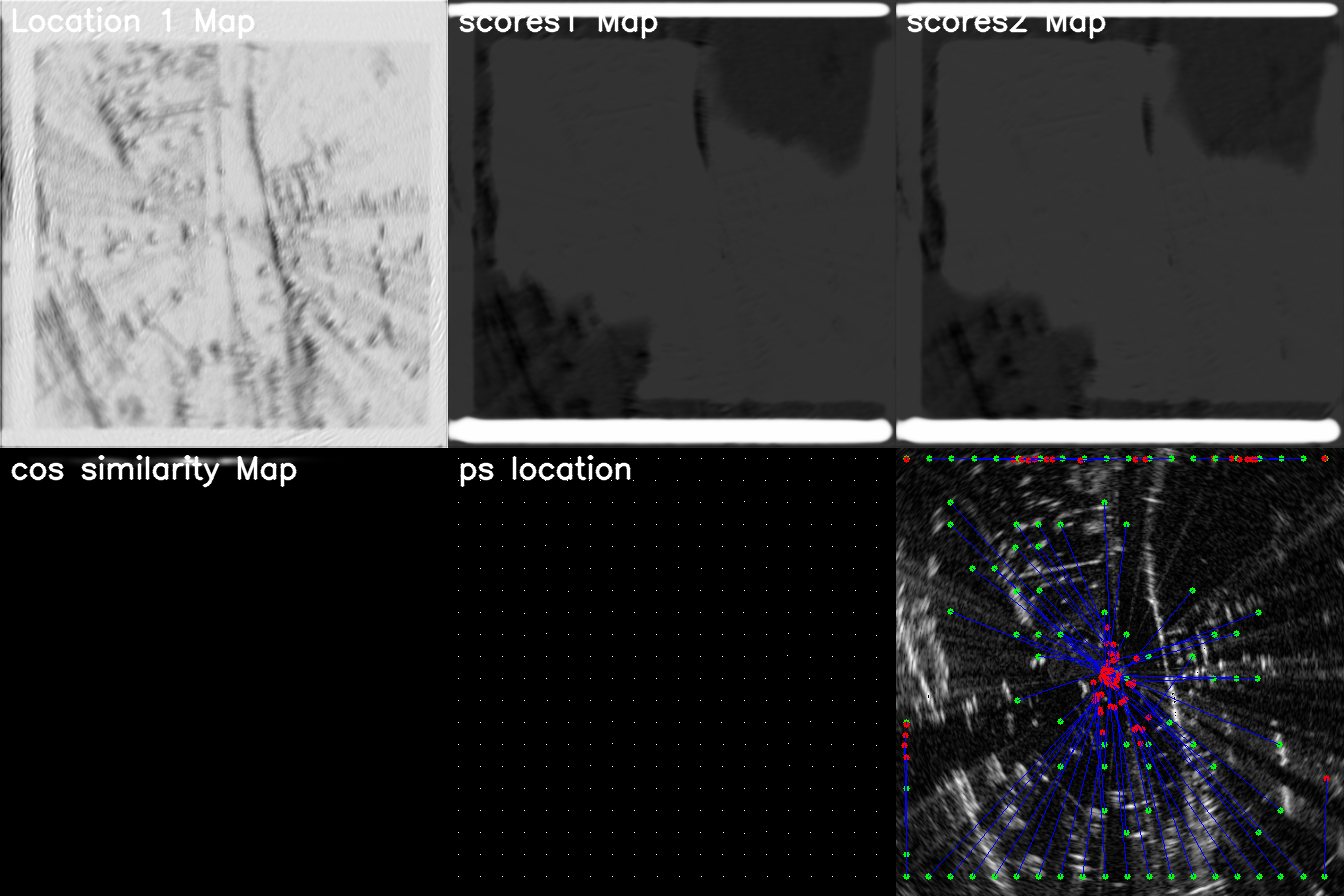 Location 1 Map
scores1 Map
scores2 Map
cos similarity Map
ps location